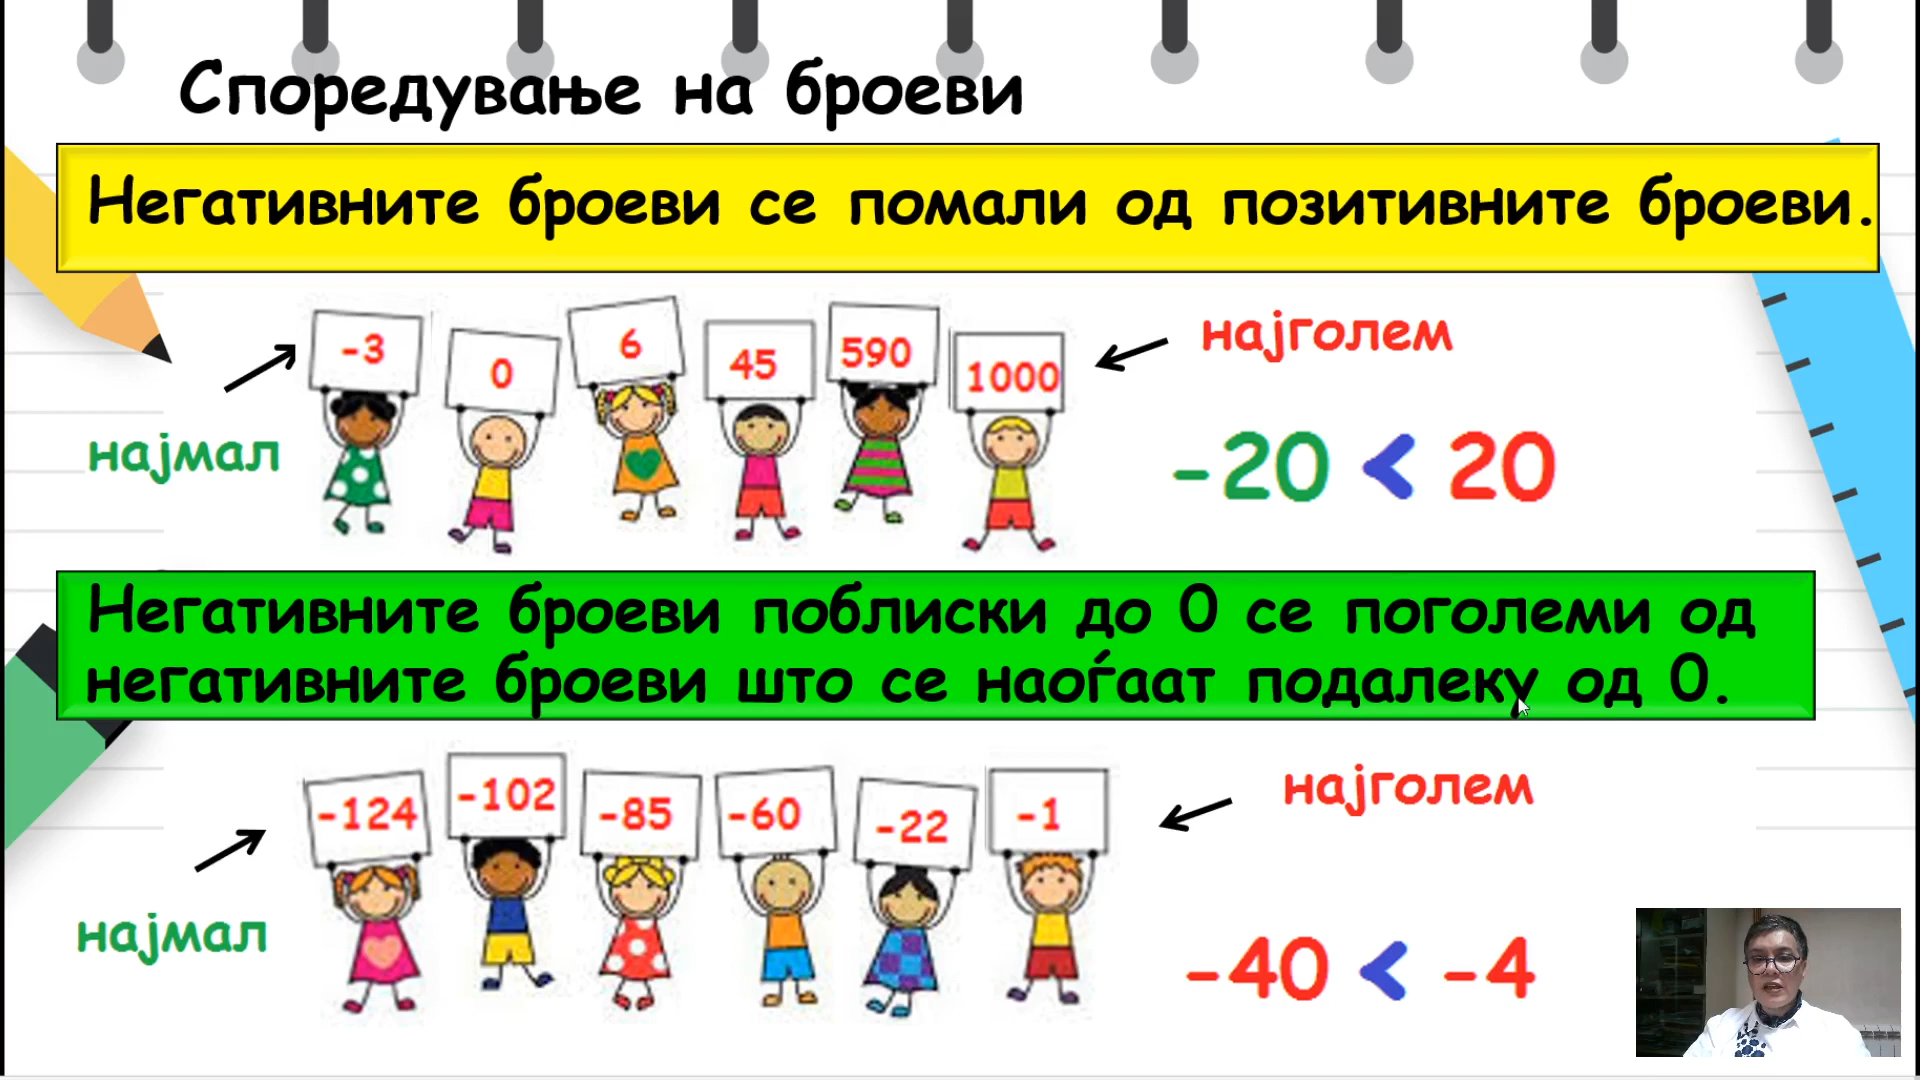 Споредување на броеви
Негативните броеви се помали од позитивните броеви.
-3
0
6
45
590
1000
најголем
најмал
-20 < 20
Негативните броеви поблиски до 0 се поголеми од
негативните броеви што се наоѓаат подалеку од 0.
-124
-102
-85
-60
-22
-1
најголем
најмал
-40 < -4